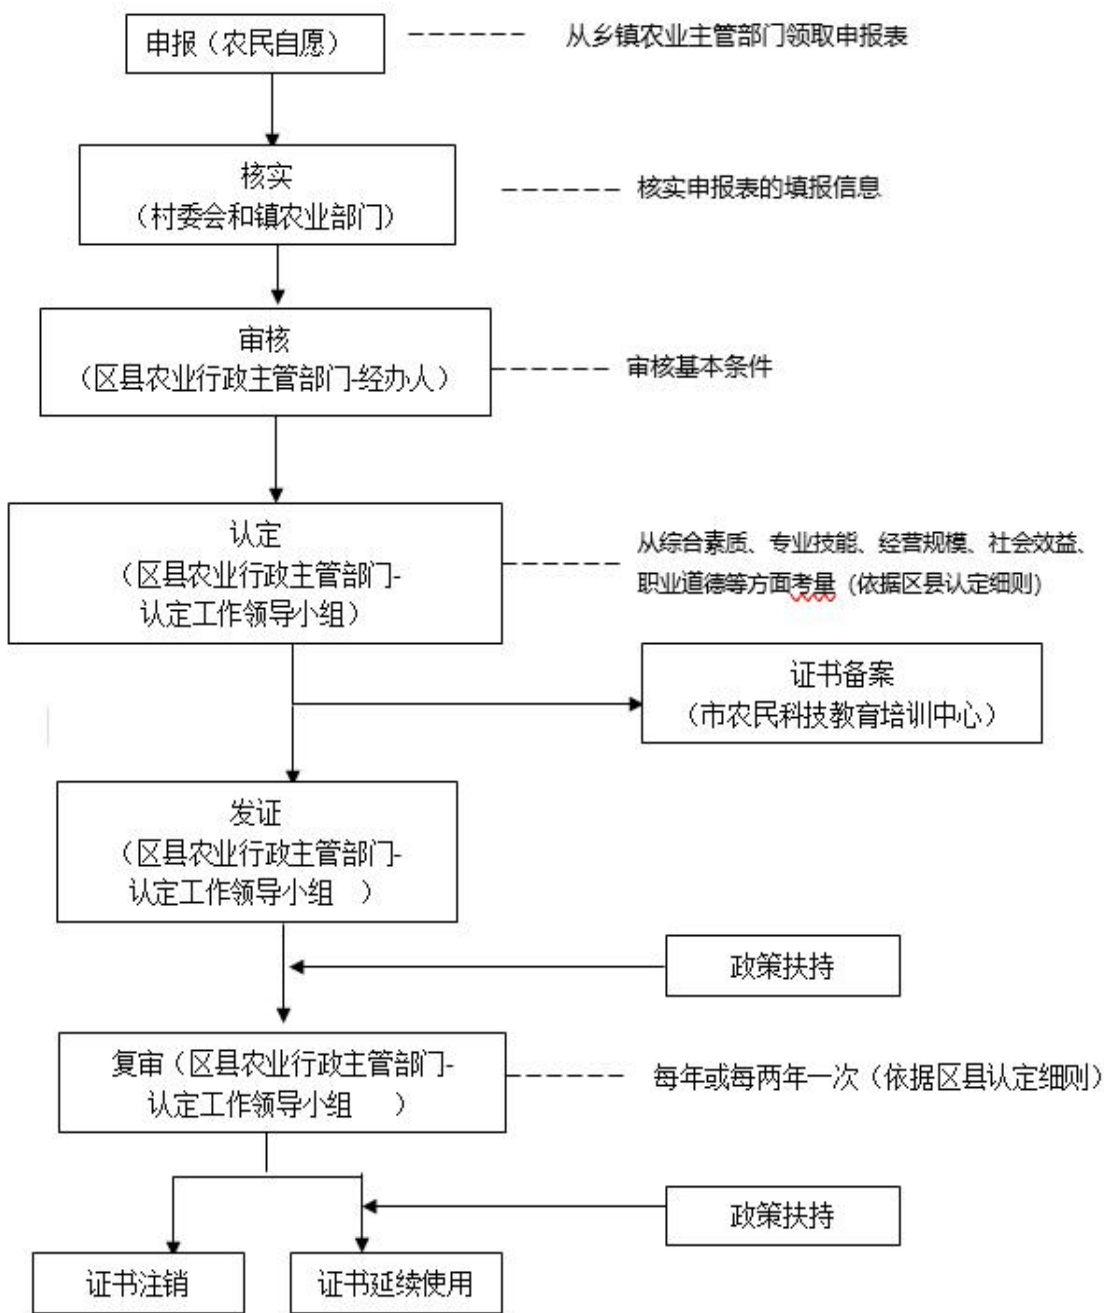 申报（农民自愿）
从乡镇农业主管部门领取申报表
核实
（村委会和镇农业部门）
核实申报表的填报信息
审核
（区县农业行政主管部门-经办人）
审核基本条件
认定
（区县农业行政主管部门-
认定工作领导小组）
从综合素质、专业技能、经营规模、社会效益、
职业道德等方面考量（依据区县认定细则）
证书备案
（市农民科技教育培训中心）
发证
（区县农业行政主管部门-
认定工作领导小组　）
政策扶持
复审（区县农业行政主管部门-
认定工作领导小组　）
每年或每两年一次（依据区县认定细则）
政策扶持
证书注销
证书延续使用